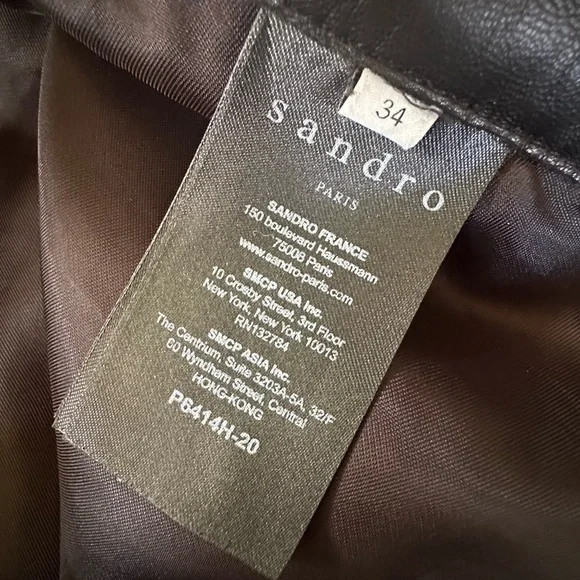 34
sandro
PARIS
SANDRO FRANCE
150 boulevard Haussmann
75008 Paris
www.sandro-paris.com
SMCP USA Inc.
10 Crosby Street, 3rd Floor
New York, New York 10013
RN132784
SMCP ASIA Inc.
The Centrium, Suite 3203A-5A, 32/F
60 Wyndham Street, Central
HONG-KONG
P6414H-20